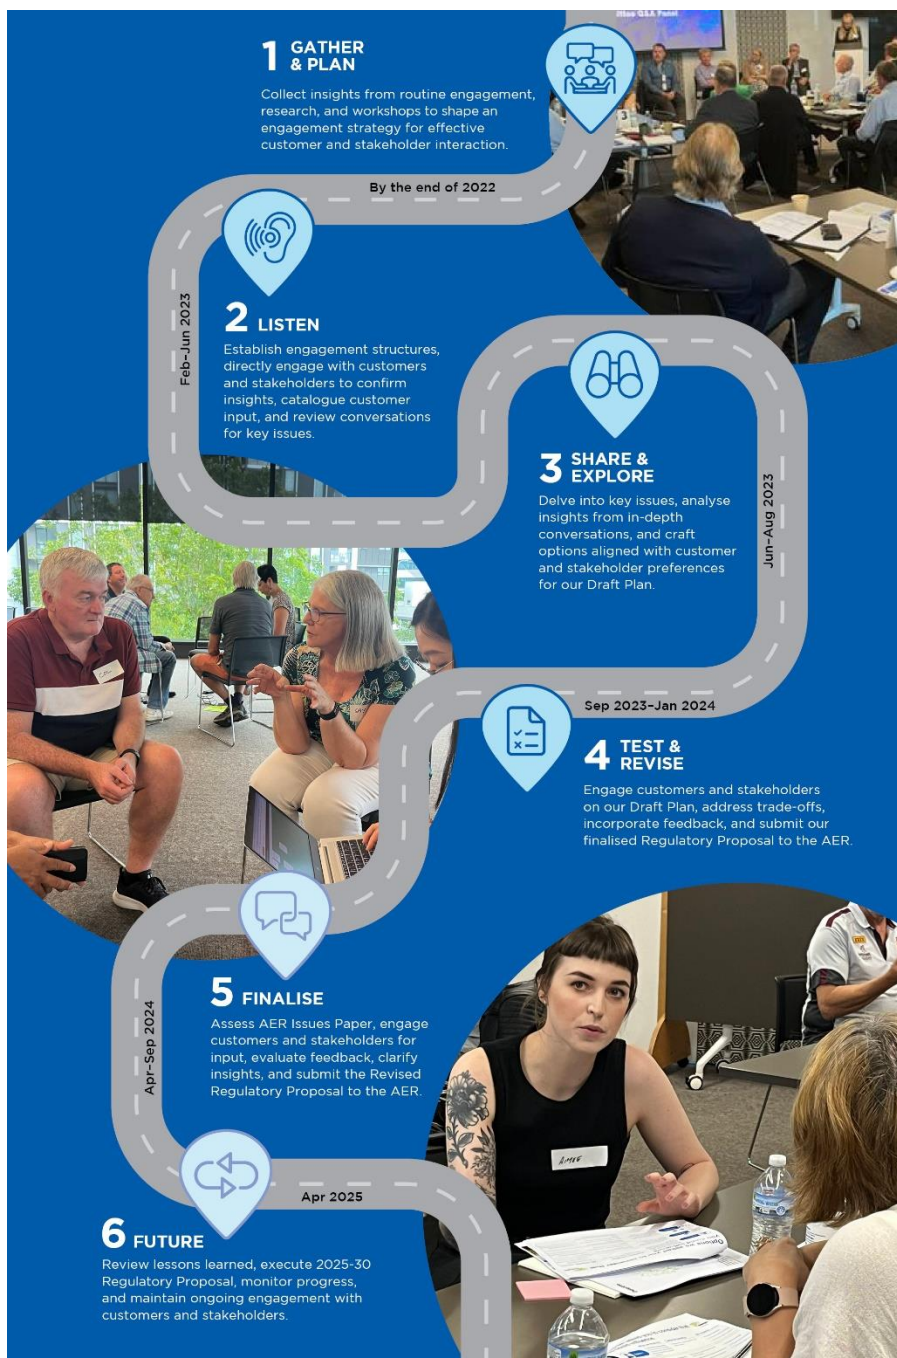 Q&A Panel
1 GATHER
& PLAN
Collect insights from routine engagement,
research, and workshops to shape an
engagement strategy for effective
customer and stakeholder interaction.
3
By the end of 2022
Feb–Jun 2023
2 LISTEN
Establish engagement structures,
directly engage with customers
and stakeholders to confirm
insights, catalogue customer
input, and review conversations
for key issues.
3 SHARE &
EXPLORE
Delve into key issues, analyse
insights from in-depth
conversations, and craft
options aligned with customer
and stakeholder preferences
for our Draft Plan.
Jun–Aug 2023
Sep 2023–Jan 2024
4 TEST &
REVISE
Engage customers and stakeholders
on our Draft Plan, address trade-offs,
incorporate feedback, and submit our
finalised Regulatory Proposal to the AER.
5 FINALISE
Assess AER Issues Paper, engage
customers and stakeholders for
input, evaluate feedback, clarify
insights, and submit the Revised
Regulatory Proposal to the AER.
Apr–Sep 2024
AIMEE
Apr 2025
6 FUTURE
Review lessons learned, execute 2025-30
Regulatory Proposal, monitor progress,
and maintain ongoing engagement with
customers and stakeholders.